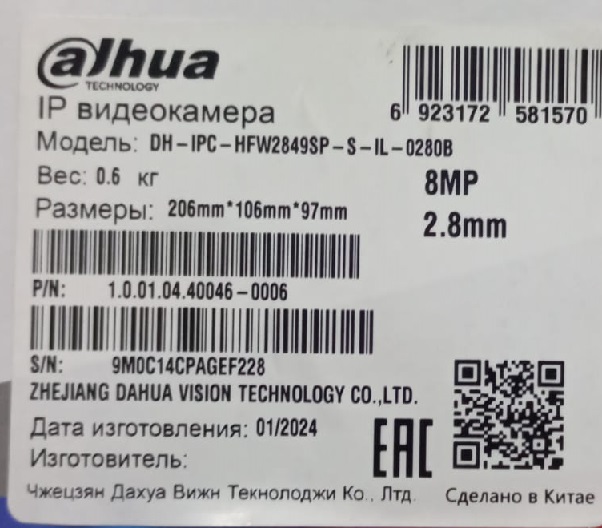 alhua
TECHNOLOGY
IP видеокамера
6 923172 581570
Модель: DH-IPC-HFW2849SP-S-IL-0280B
Вес: 0.6 кг
8MP
Размеры: 206mm*106mm*97mm
2.8mm
P/N: 1.0.01.04.40046-0006
S/N: 9M0C14CPAGEF228
ZHEJIANG DAHUA VISION TECHNOLOGY CO.,LTD.
Дата изготовления: 01/2024
EAC
Изготовитель:
Чжецзян Дахуа Вижн Текнолоджи Ко., Лтд.
Сделано в Китае